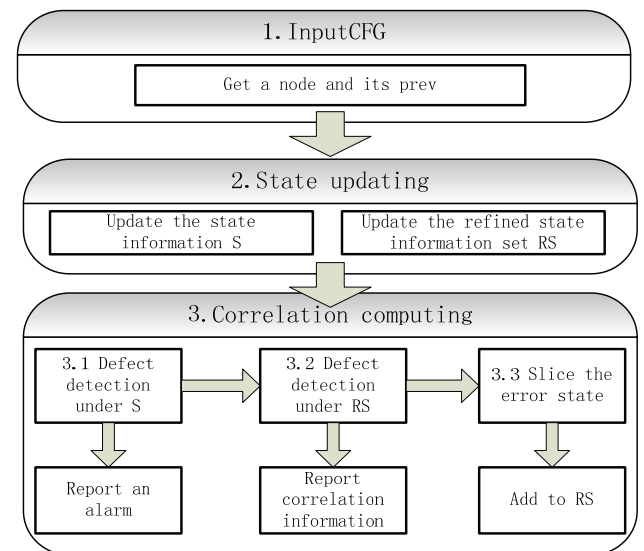 1.InputCFG
Get a node and its prev
2.State updating
Update the state
information S
Update the refined state
information set RS
3.Correlation computing
3.1 Defect
detection
under S
3.2 Defect
detection
under RS
3.3 Slice the
error state
Report an
alarm
Report
correlation
information
Add to RS